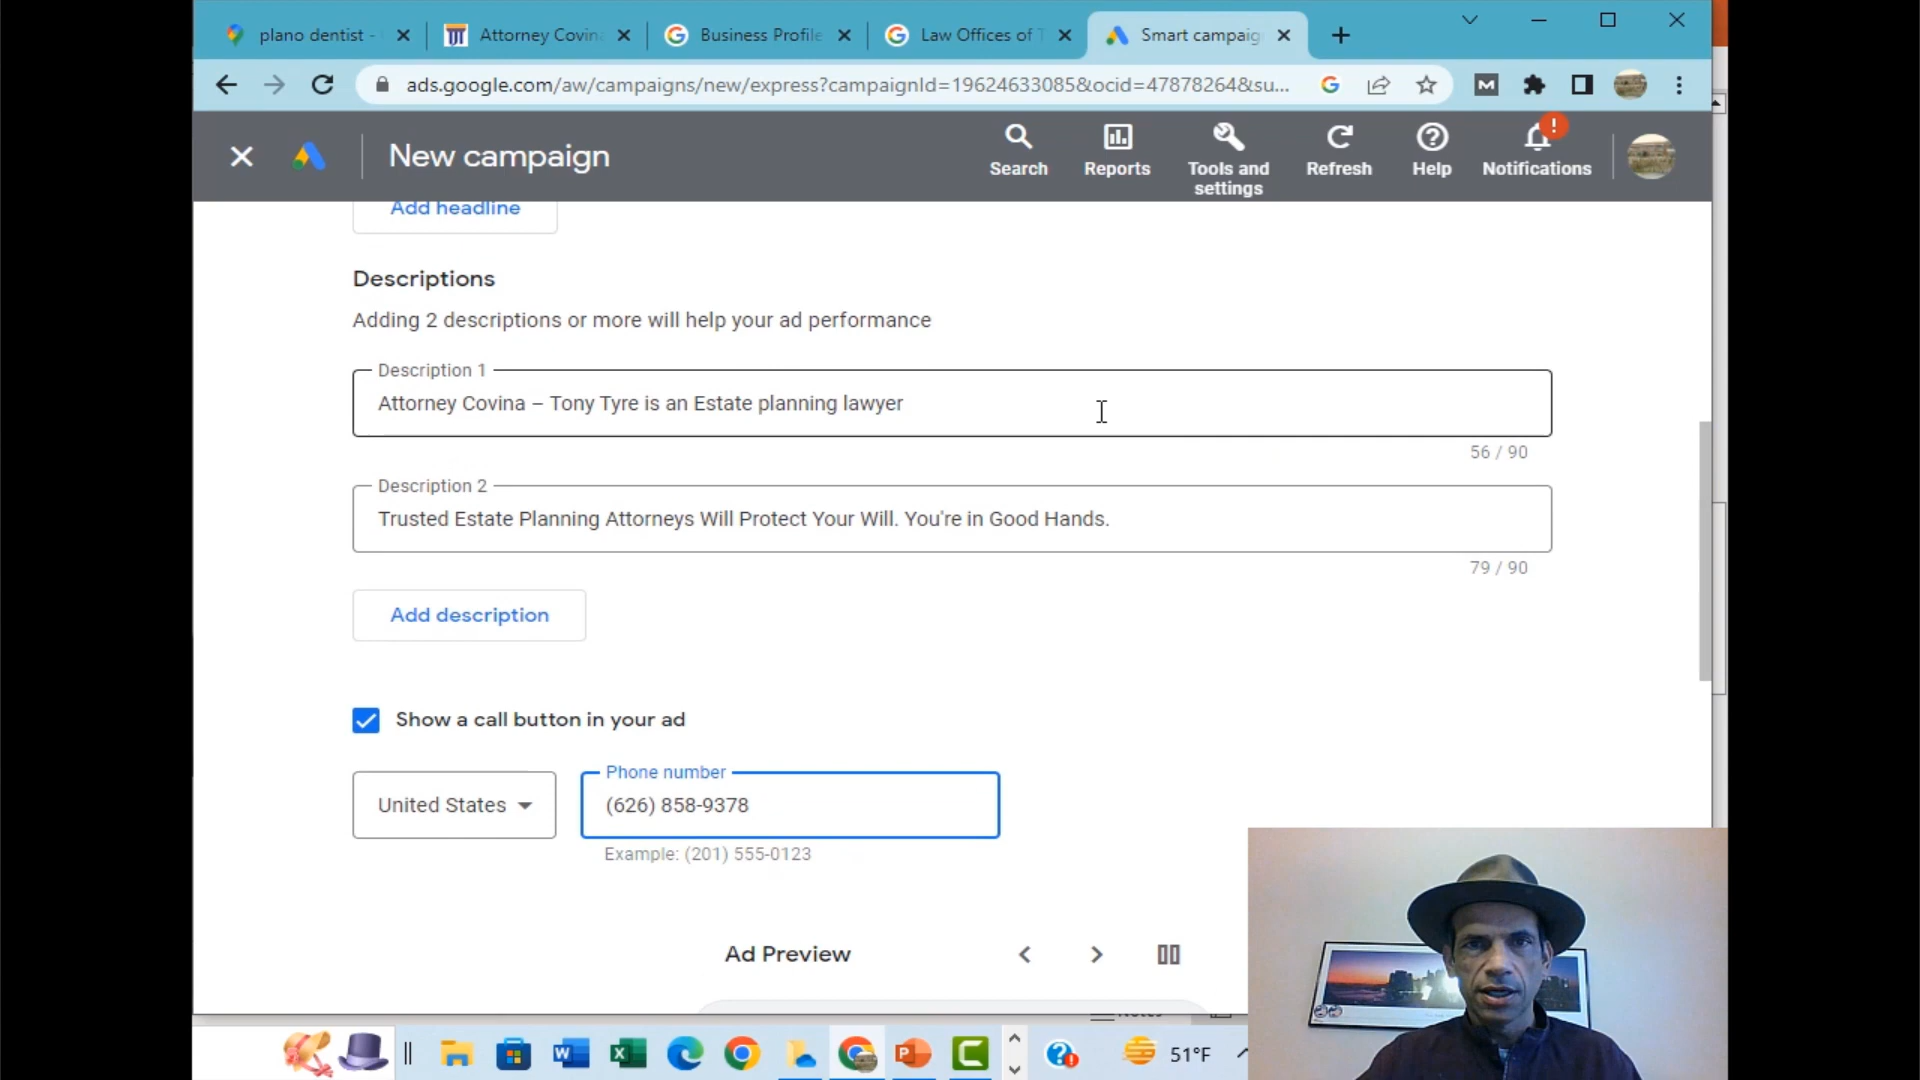 plano dentist -
Attorney Covin
Business Profile
Law Offices of T
Smart campaig
ads.google.com/aw/campaigns/new/express?campaignId=19624633085&ocid=47878264&su...
New campaign
Search
Reports
Tools and
settings
Refresh
Help
Notifications
Add headline
Descriptions
Adding 2 descriptions or more will help your ad performance
Description 1
Attorney Covina – Tony Tyre is an Estate planning lawyer
56 / 90
Description 2
Trusted Estate Planning Attorneys Will Protect Your Will. You're in Good Hands.
79 / 90
Add description
Show a call button in your ad
United States
Phone number
(626) 858-9378
Example: (201) 555-0123
Ad Preview
51°F